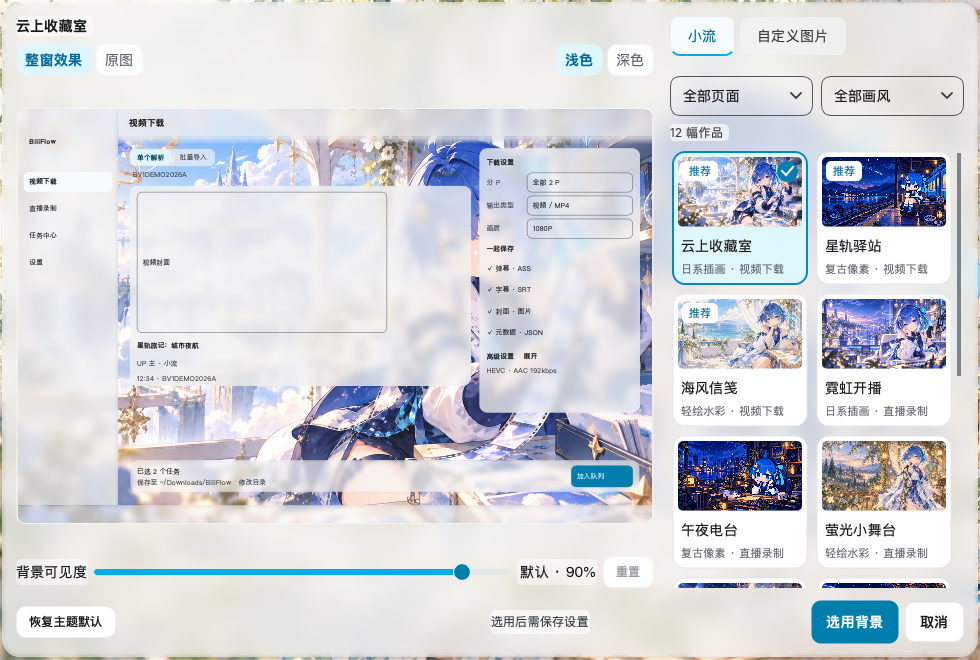 云上收藏室
整窗效果 原图
浅色 深色
BiliFlow
视频下载
直播录制
任务中心
设置
视频下载
单个解析 批量导入
BV1DEMO2026A
视频封面
星轨旅记：城市夜航
UP 主 · 小流
12:34 · BV1DEMO2026A
下载设置
分 P 全部 2 P
输出类型 视频 / MP4
画质 1080P
一起保存
✓ 弹幕 · ASS
✓ 字幕 · SRT
✓ 封面 · 图片
✓ 元数据 · JSON
高级设置 展开
HEVC · AAC 192kbps
已选 2 个任务
保存至 ~/Downloads/BiliFlow 修改目录
加入队列
背景可见度
默认 · 90%
重置
恢复主题默认
选用后需保存设置
小流 自定义图片
全部页面 全部画风
12 幅作品
推荐
云上收藏室
日系插画 · 视频下载
推荐
星轨驿站
复古像素 · 视频下载
推荐
海风信笺
轻绘水彩 · 视频下载
霓虹开播
日系插画 · 直播录制
午夜电台
复古像素 · 直播录制
萤光小舞台
轻绘水彩 · 直播录制
选用背景 取消